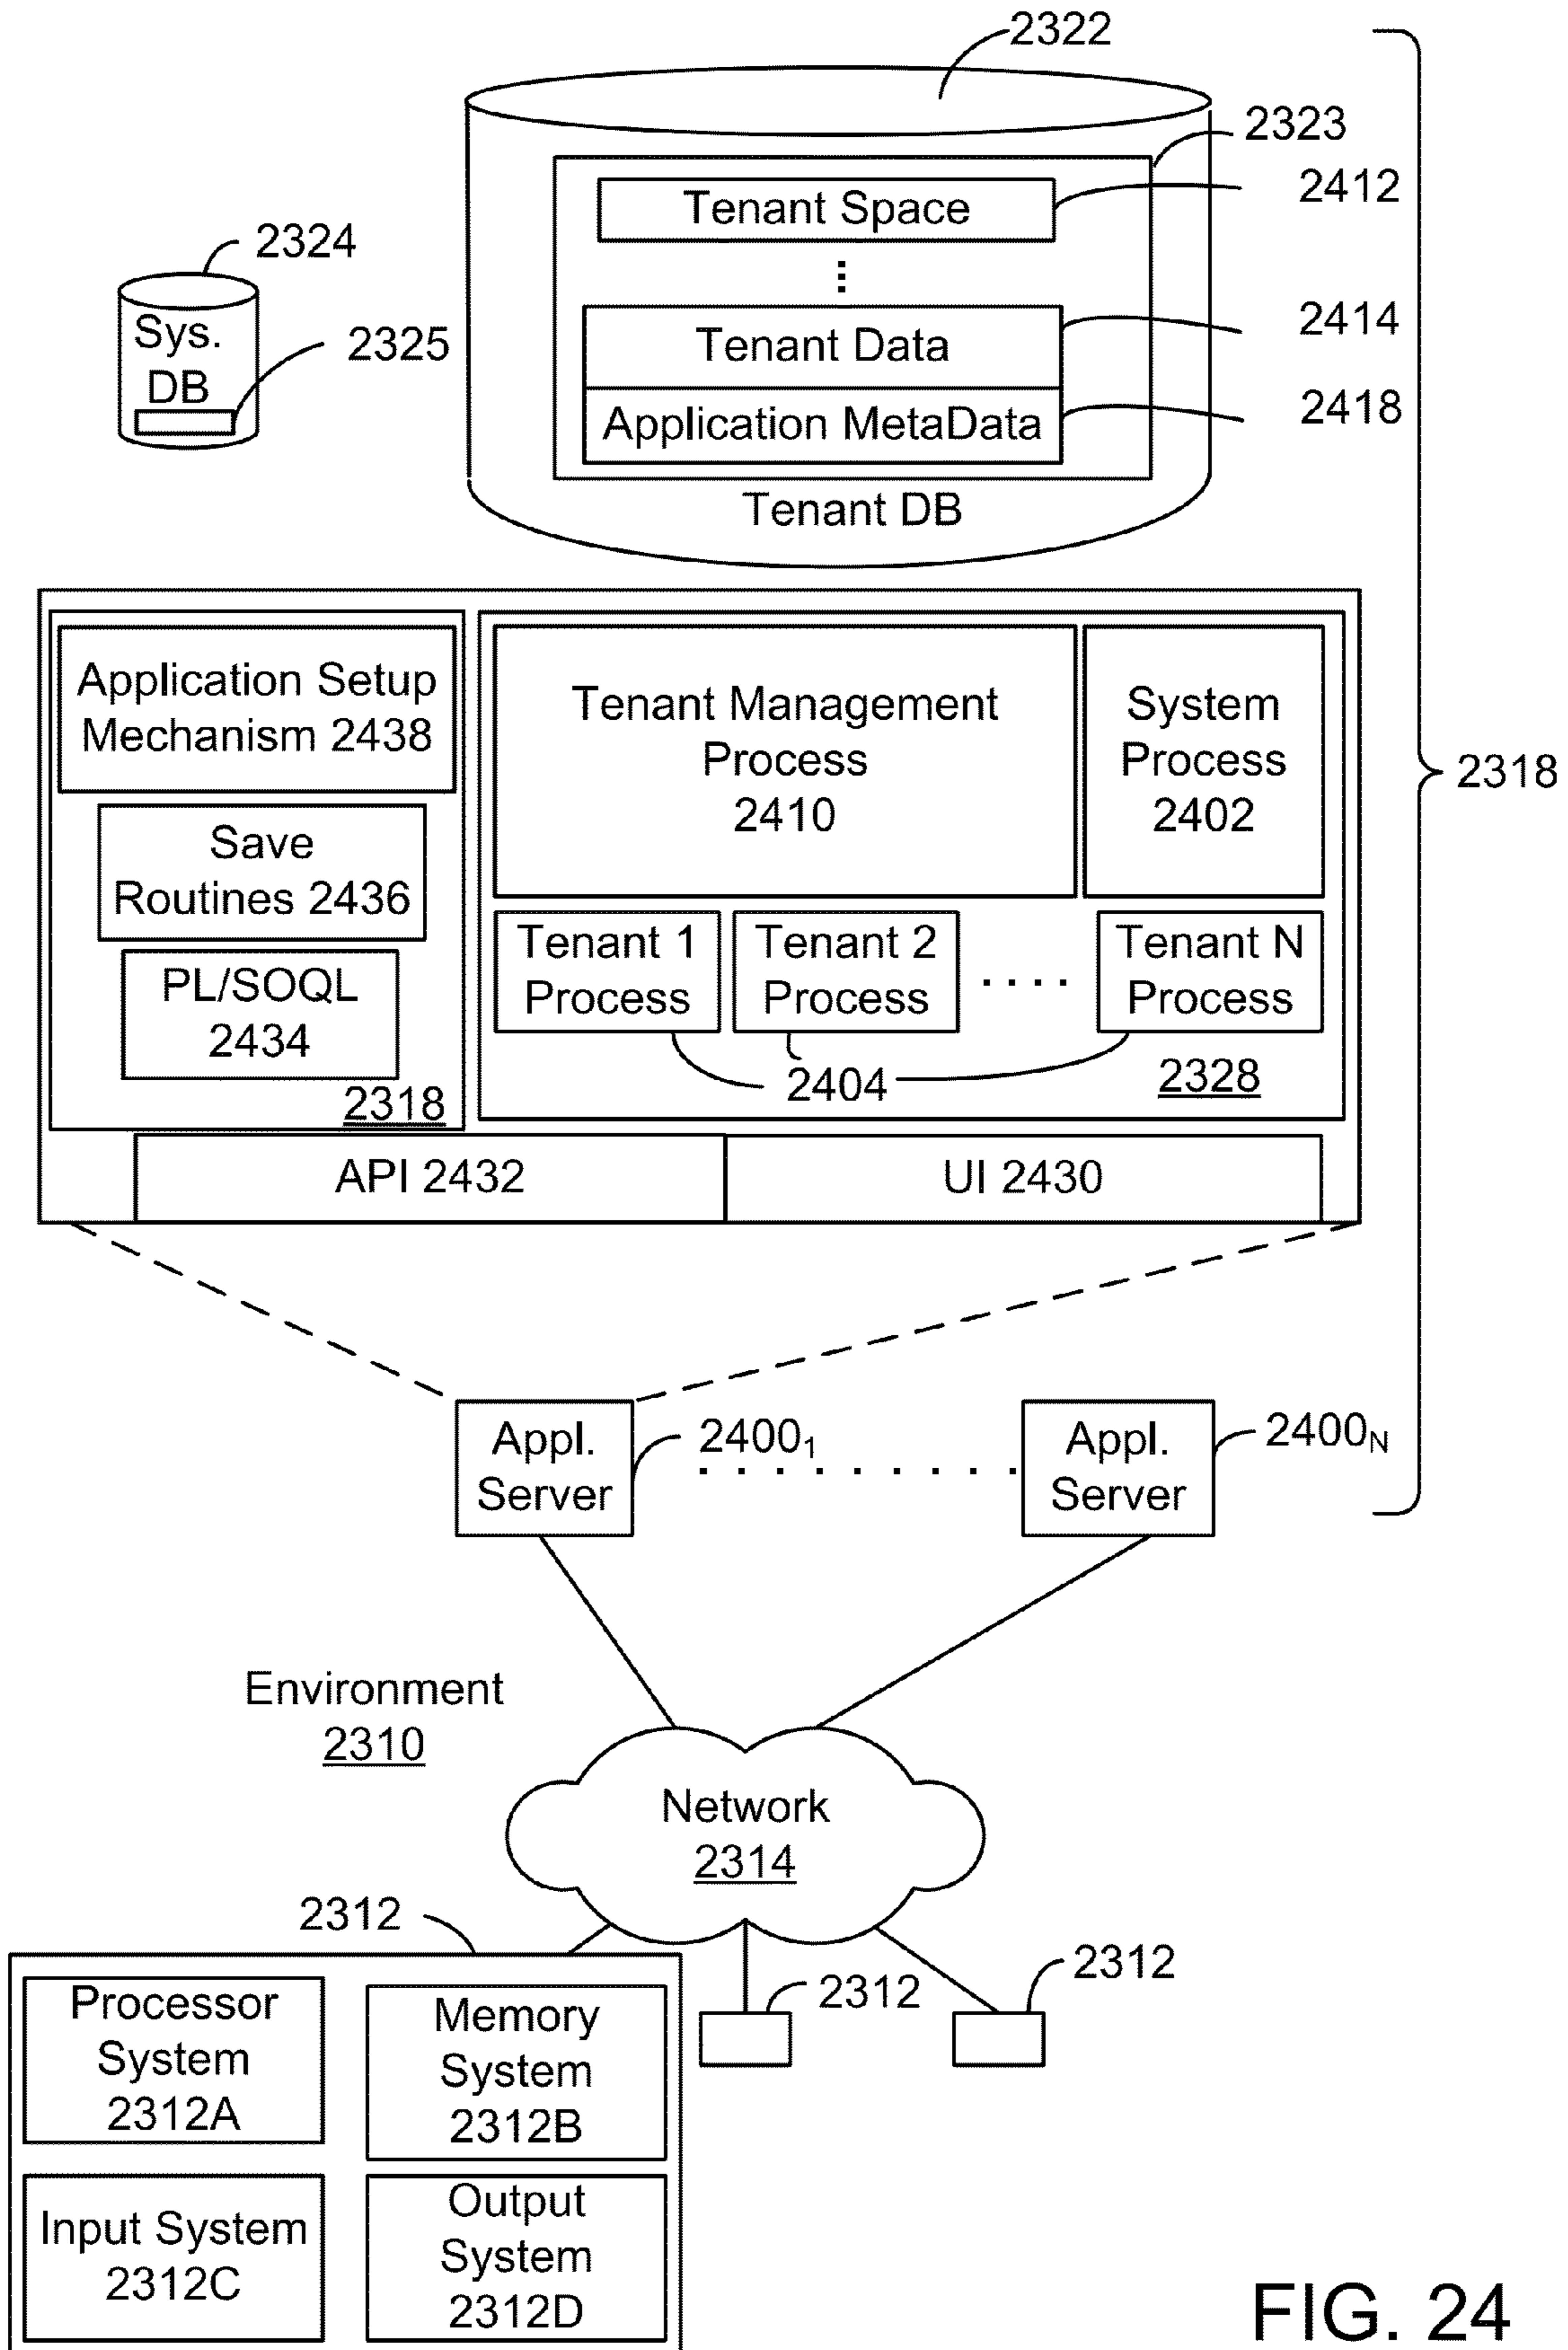 2322
2323
Tenant Space
2412
2324
Sys.
DB
2325
Tenant Data
2414
Application MetaData
2418
Tenant DB
Application Setup
Mechanism 2438
Tenant Management
Process
2410
System
Process
2402
2318
Save
Routines 2436
PL/SOQL
2434
Tenant 1
Process
Tenant 2
Process
. . . .
Tenant N
Process
2404
2328
2318
API 2432
UI 2430
Appl.
Server
2400₁
. . . . . . . . .
Appl.
Server
2400N
Environment
2310
Network
2314
2312
2312
2312
Processor
System
2312A
Memory
System
2312B
Input System
2312C
Output
System
2312D
FIG. 24